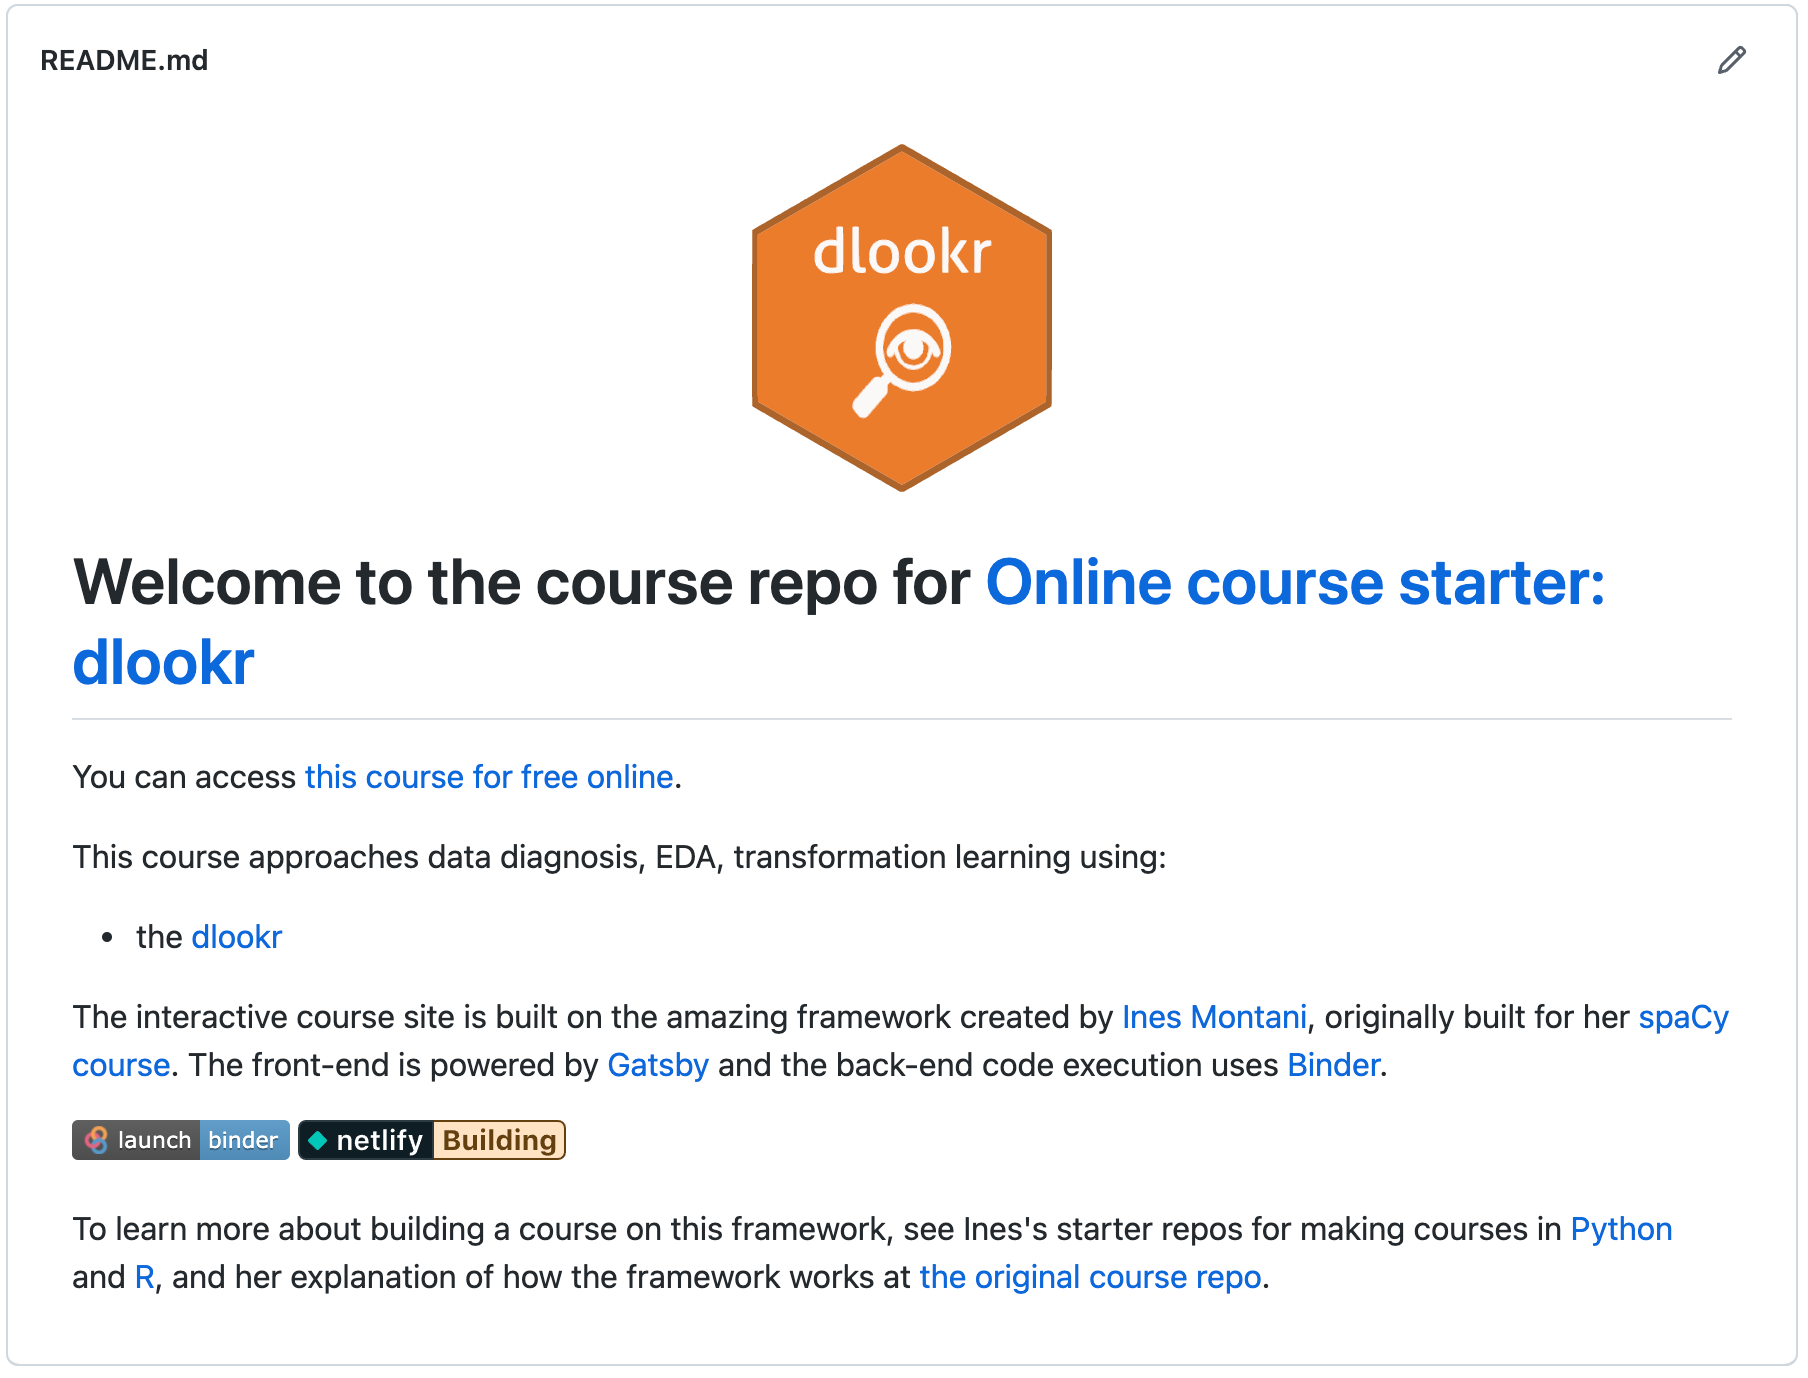 README.md
dlookr
Welcome to the course repo for Online course starter:
dlookr
You can access this course for free online.
This course approaches data diagnosis, EDA, transformation learning using:
• the dlookr
The interactive course site is built on the amazing framework created by Ines Montani, originally built for her spaCy
course. The front-end is powered by Gatsby and the back-end code execution uses Binder.
launch binder netlify Building
To learn more about building a course on this framework, see Ines's starter repos for making courses in Python
and R, and her explanation of how the framework works at the original course repo.